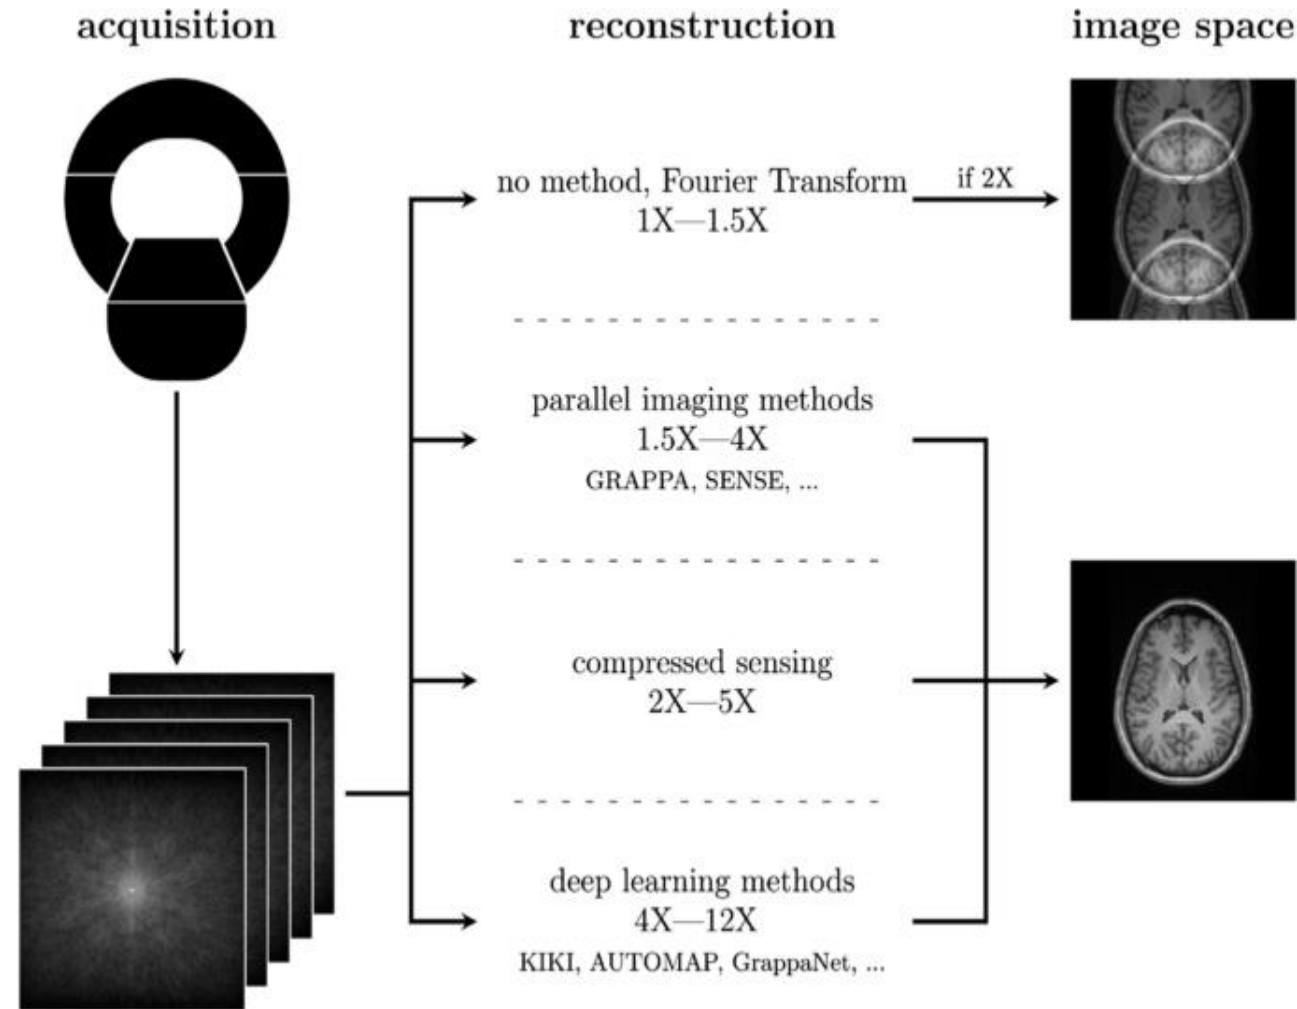 acquisition
reconstruction
image space
no method, Fourier Transform
1X—1.5X
if 2X
parallel imaging methods
1.5X—4X
GRAPPA, SENSE, ...
compressed sensing
2X—5X
deep learning methods
4X—12X
KIKI, AUTOMAP, GrappaNet, ...